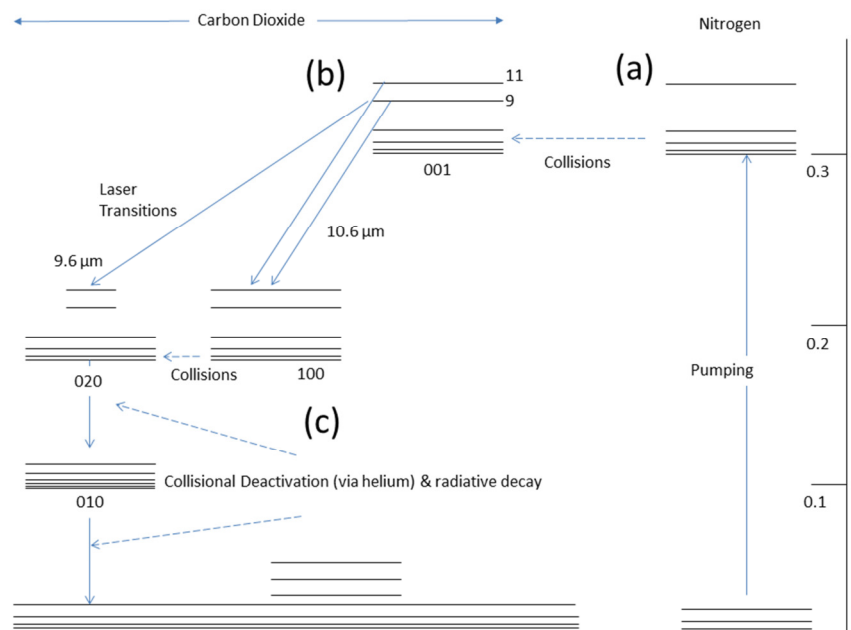 Carbon Dioxide
Nitrogen
(b)
(a)
11
9
001
Collisions
0.3
Laser
Transitions
10.6 µm
9.6 µm
0.2
Collisions
100
020
Pumping
(c)
Collisional Deactivation (via helium) & radiative decay
010
0.1